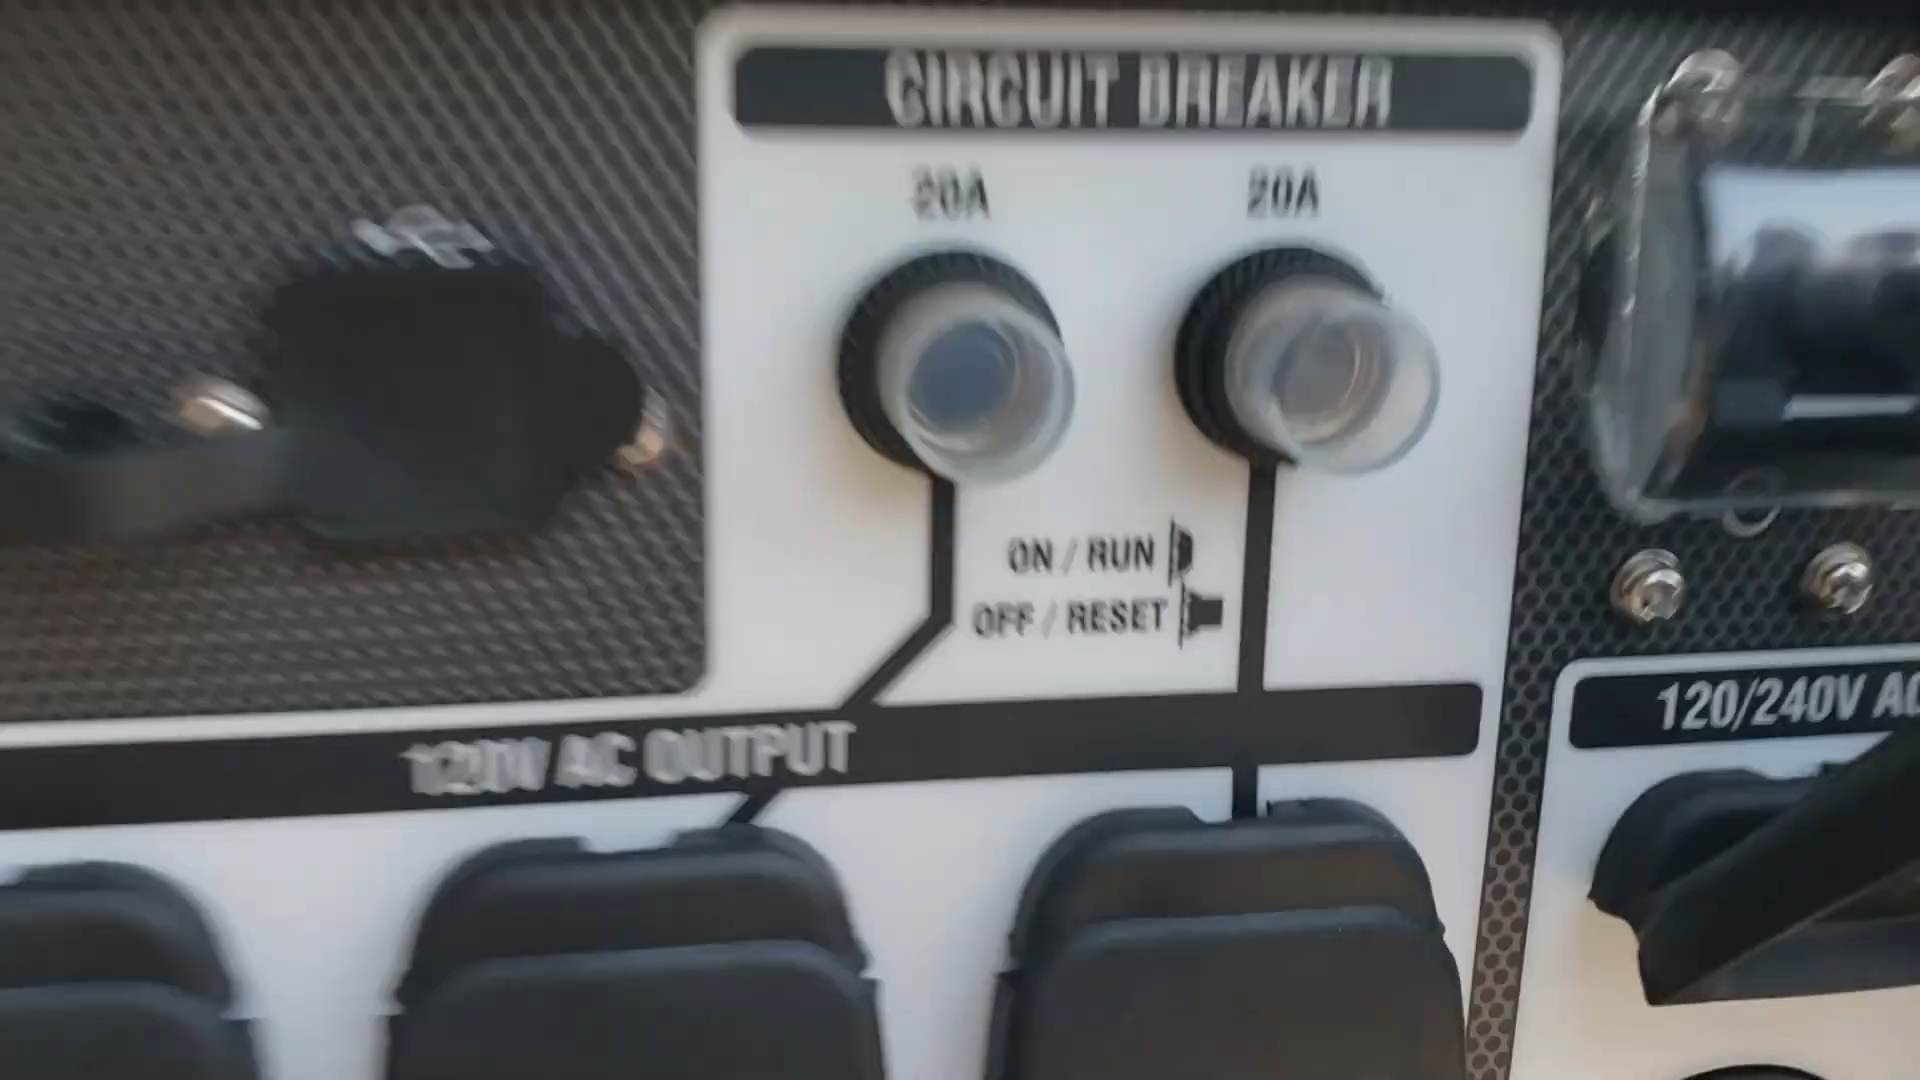 CIRCUIT BREAKER
20A 20A
ON / RUN
OFF / RESET
120V AC OUTPUT
120/240V AC